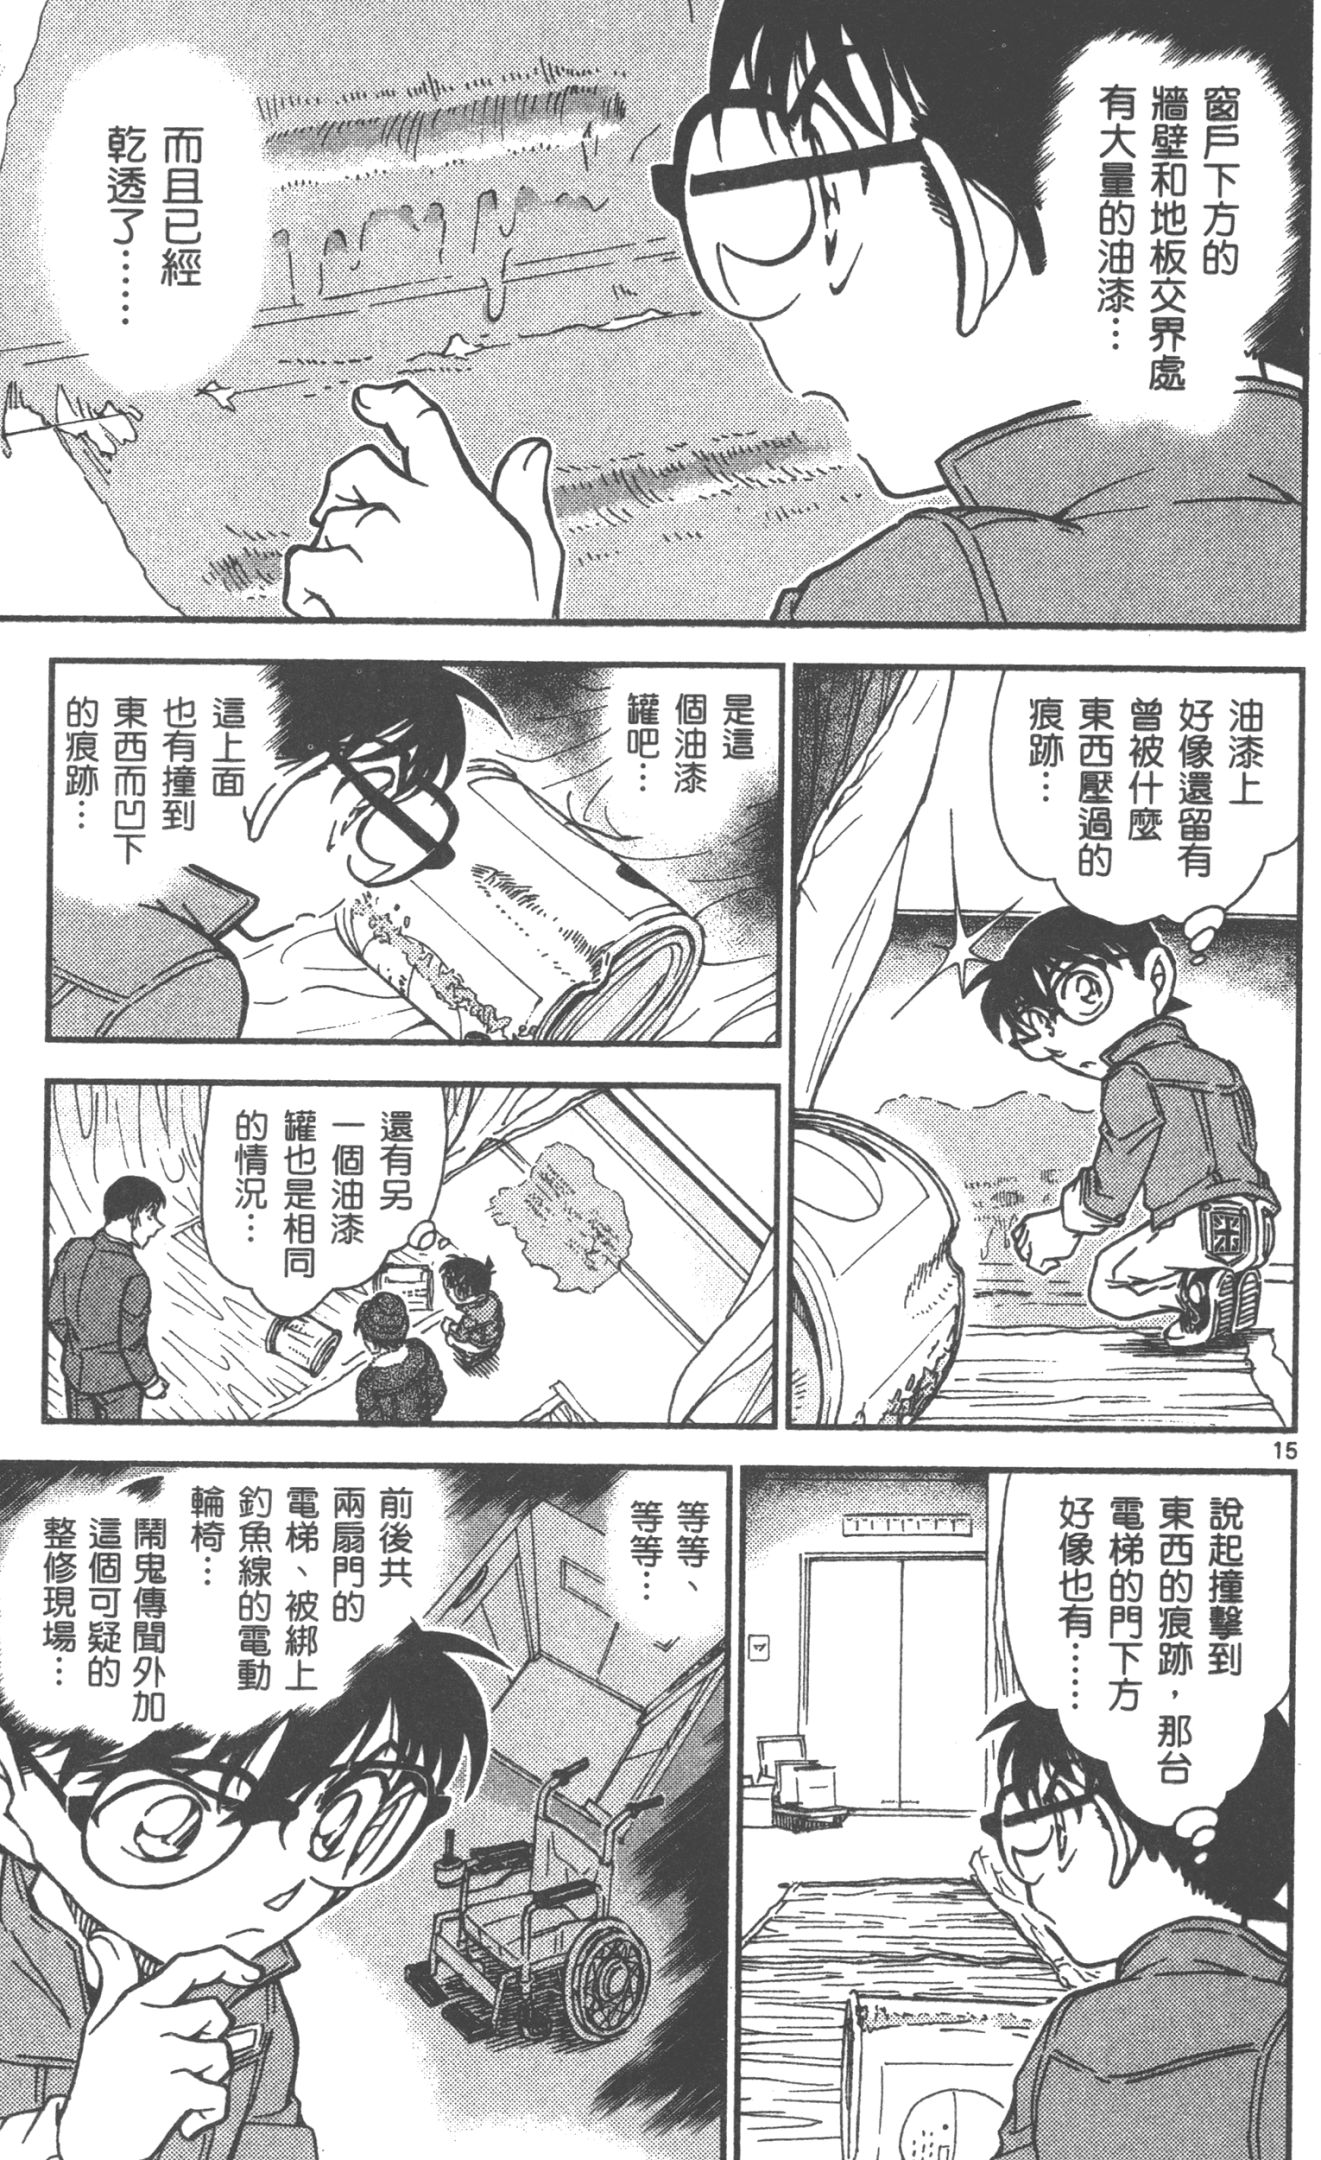 窗戶下方的
牆壁和地板交界處
有大量的油漆…
而且已經
乾透了……
油漆上
好像還留有
曾被什麼
東西壓過的
痕跡…
是這
個油漆
罐吧…
這上面
也有撞到
東西而凹下
的痕跡…
還有另
一個油漆
罐也是相同
的情況…
15
說起撞擊到
東西的痕跡，那台
電梯的門下方
好像也有……
等等、
等等…
前後共
兩扇門的
電梯、被綁上
釣魚線的電動
輪椅…
鬧鬼傳聞外加
這個可疑的
整修現場…